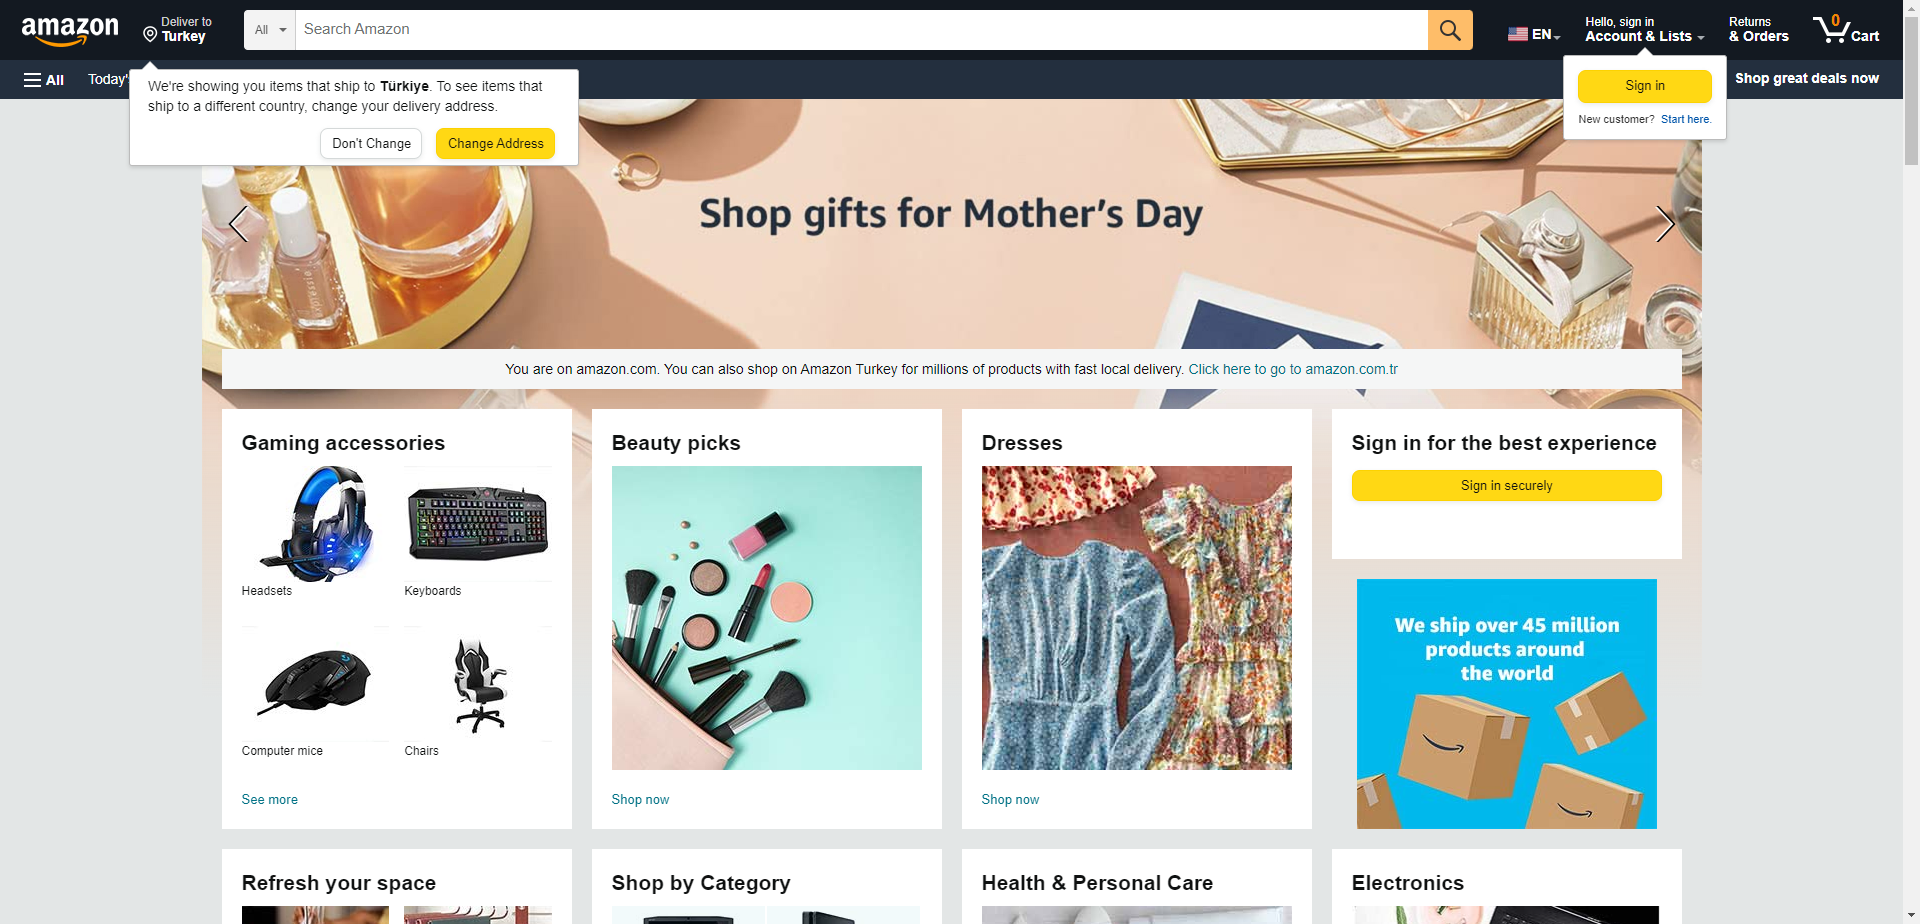 amazon
Deliver to
Turkey
All
Search Amazon
EN
Hello, sign in
Account & Lists
Returns
& Orders
0
Cart
All
Today'
Shop great deals now
We're showing you items that ship to Türkiye. To see items that
ship to a different country, change your delivery address.
Don't Change
Change Address
Sign in
New customer? Start here.
Shop gifts for Mother's Day
You are on amazon.com. You can also shop on Amazon Turkey for millions of products with fast local delivery. Click here to go to amazon.com.tr
Gaming accessories
Headsets
Keyboards
Computer mice
Chairs
See more
Beauty picks
Shop now
Dresses
Shop now
Sign in for the best experience
Sign in securely
We ship over 45 million
products around
the world
Refresh your space
Shop by Category
Health & Personal Care
Electronics